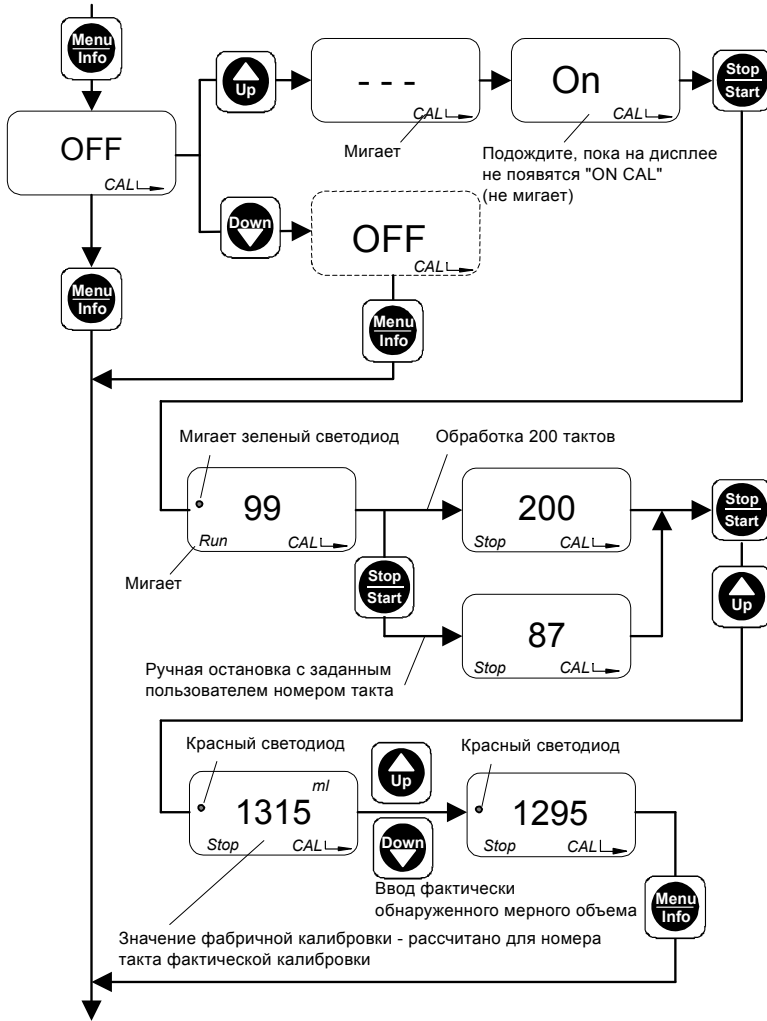 Menu
Info
Up
- - -
CAL
On
CAL
Stop
Start
OFF
CAL
Мигает
Подождите, пока на дисплее
не появятся "ON CAL"
(не мигает)
Down
OFF
CAL
Menu
Info
Menu
Info
Мигает зеленый светодиод
Обработка 200 тактов
99
Run
CAL
200
Stop
CAL
Stop
Start
Мигает
Stop
Start
Up
87
Stop
CAL
Ручная остановка с заданным
пользователем номером такта
Красный светодиод
Up
Красный светодиод
ml
1315
Stop
CAL
1295
Stop
CAL
Down
Ввод фактически
обнаруженного мерного объема
Menu
Info
Значение фабричной калибровки - рассчитано для номера
такта фактической калибровки